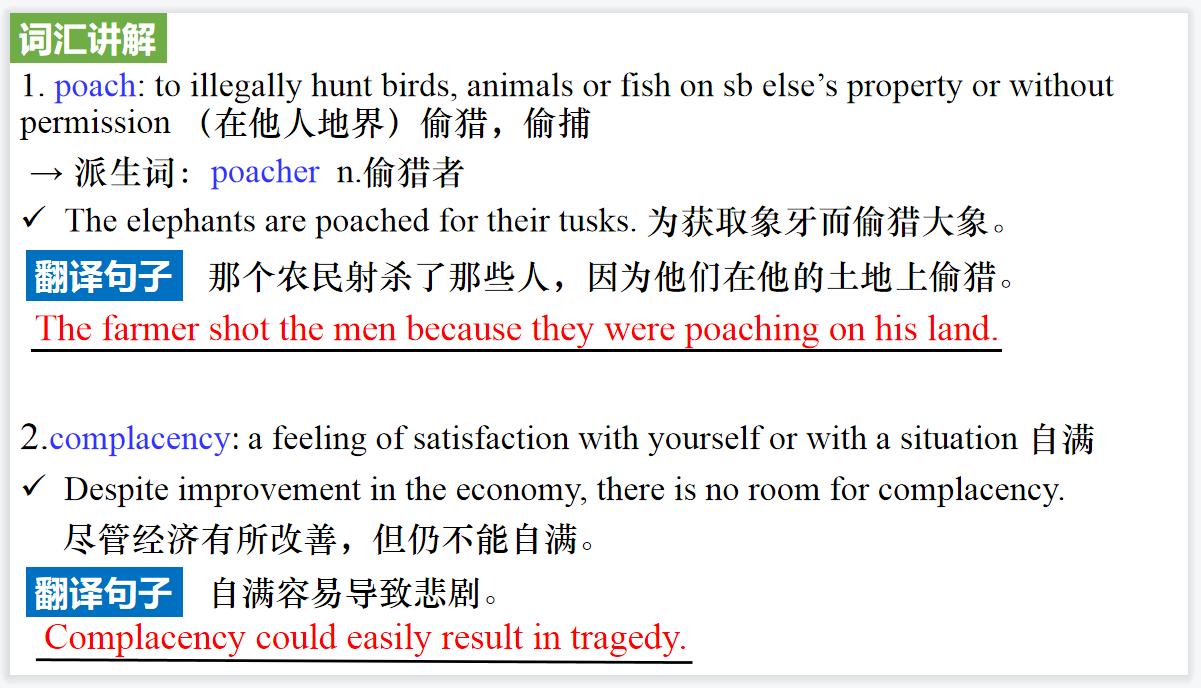 词汇讲解
1. poach: to illegally hunt birds, animals or fish on sb else’s property or without
permission （在他人地界）偷猎，偷捕
→ 派生词：poacher n.偷猎者
✓ The elephants are poached for their tusks. 为获取象牙而偷猎大象。
翻译句子 那个农民射杀了那些人，因为他们在他的土地上偷猎。
The farmer shot the men because they were poaching on his land.
2.complacency: a feeling of satisfaction with yourself or with a situation 自满
✓ Despite improvement in the economy, there is no room for complacency.
尽管经济有所改善，但仍不能自满。
翻译句子 自满容易导致悲剧。
Complacency could easily result in tragedy.